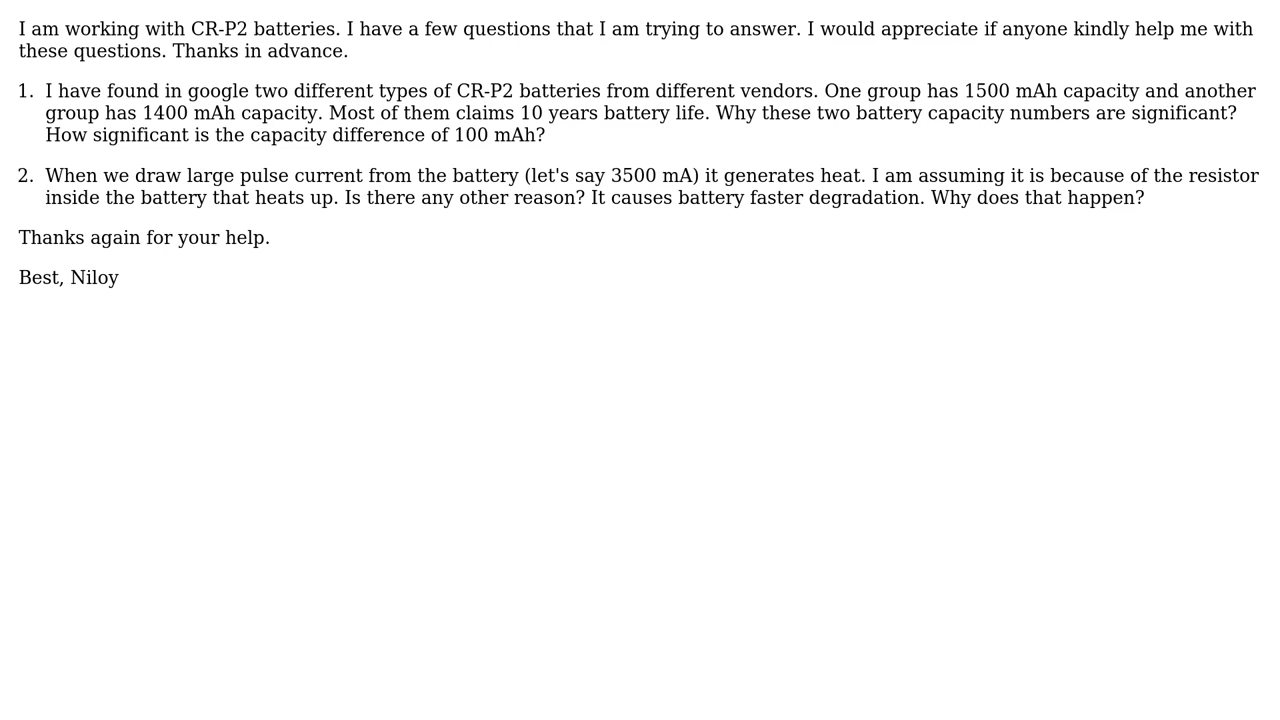 I am working with CR-P2 batteries. I have a few questions that I am trying to answer. I would appreciate if anyone kindly help me with
these questions. Thanks in advance.
1. I have found in google two different types of CR-P2 batteries from different vendors. One group has 1500 mAh capacity and another
group has 1400 mAh capacity. Most of them claims 10 years battery life. Why these two battery capacity numbers are significant?
How significant is the capacity difference of 100 mAh?
2. When we draw large pulse current from the battery (let's say 3500 mA) it generates heat. I am assuming it is because of the resistor
inside the battery that heats up. Is there any other reason? It causes battery faster degradation. Why does that happen?
Thanks again for your help.
Best, Niloy